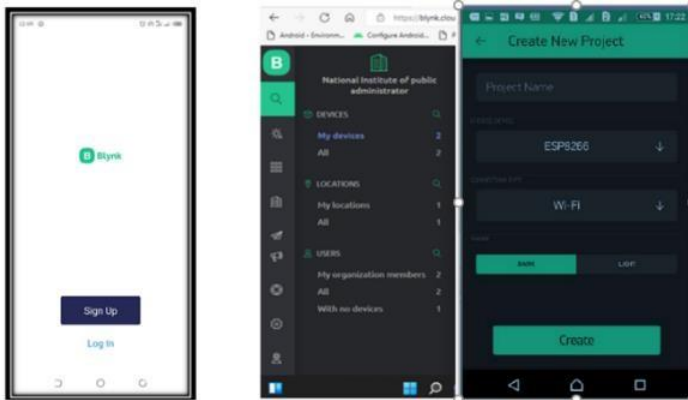 B Blynk
Sign Up
Log In
https://blynk.clou
Android - Environm...
Configure Android...
B
National Institute of public
administrator
DEVICES
My devices 2
All 2
LOCATIONS
My locations 1
All 1
USERS
My organization members 2
All 2
With no devices 1
17:22
Create New Project
Project Name
ESP8266
Wi-Fi
DARK LIGHT
Create